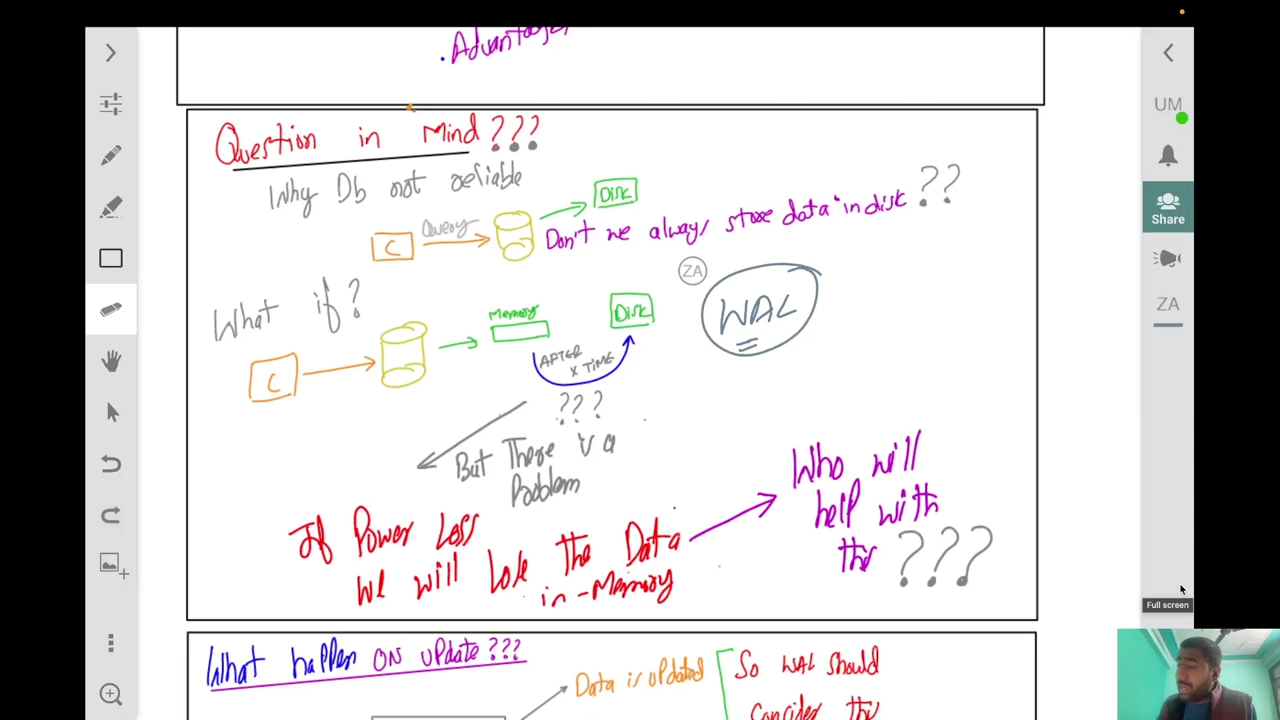 . Advantages
Question in Mind ???
Why Db not reliable
C
Query
Disk
Don't we always store data in disk ??
What if?
C
Memory
Disk
AFTER
X TIME
???
ZA
WAL
But There is a
Problem
If Power Loss
We will lose The Data
in-Memory
Who will
help with
this ???
What happen ON UPDATE???
Data is updated
So WAL should
Consider the
UM
Share
ZA
Full screen